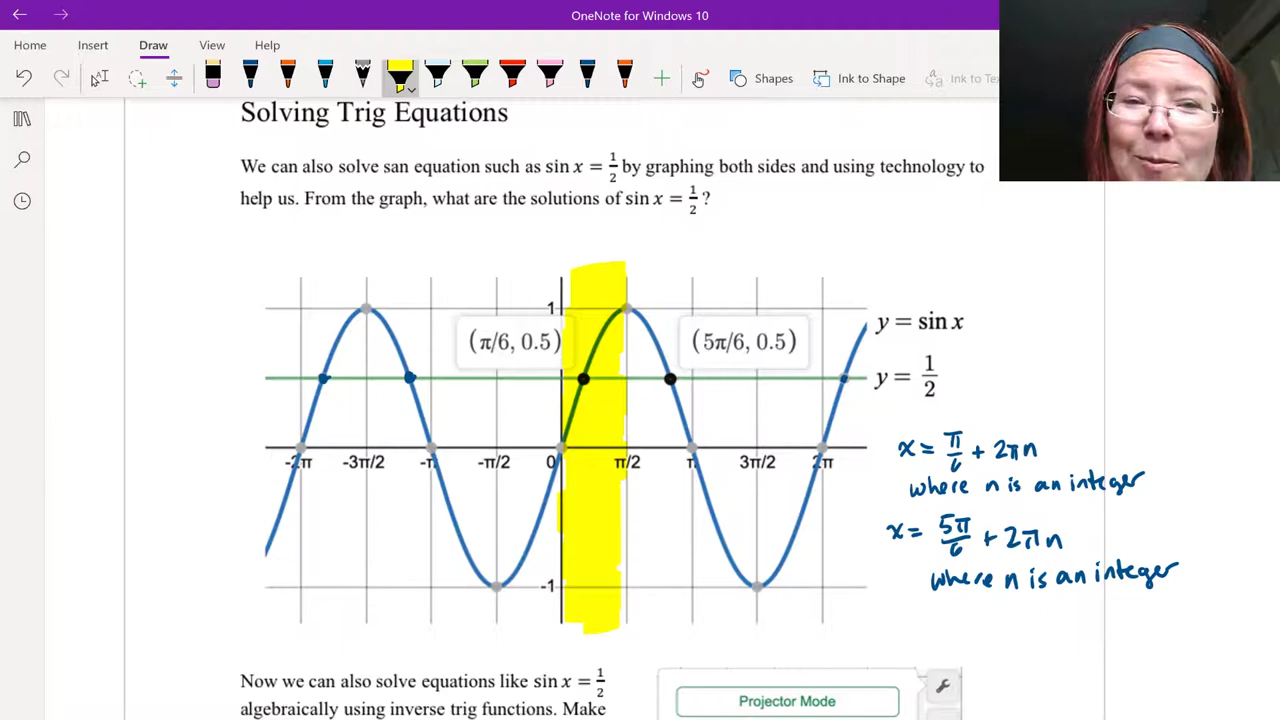 OneNote for Windows 10
Home Insert Draw View Help
Shapes Ink to Shape Ink to Te
Solving Trig Equations
We can also solve san equation such as sin x = 1/2 by graphing both sides and using technology to
help us. From the graph, what are the solutions of sin x = 1/2 ?
1
(π/6, 0.5) (5π/6, 0.5)
y = sin x
y = 1/2
-2π -3π/2 -π -π/2 0 π/2 π 3π/2 2π
-1
x = π/6 + 2πn
where n is an integer
x = 5π/6 + 2πn
where n is an integer
Now we can also solve equations like sin x = 1/2
algebraically using inverse trig functions. Make
Projector Mode